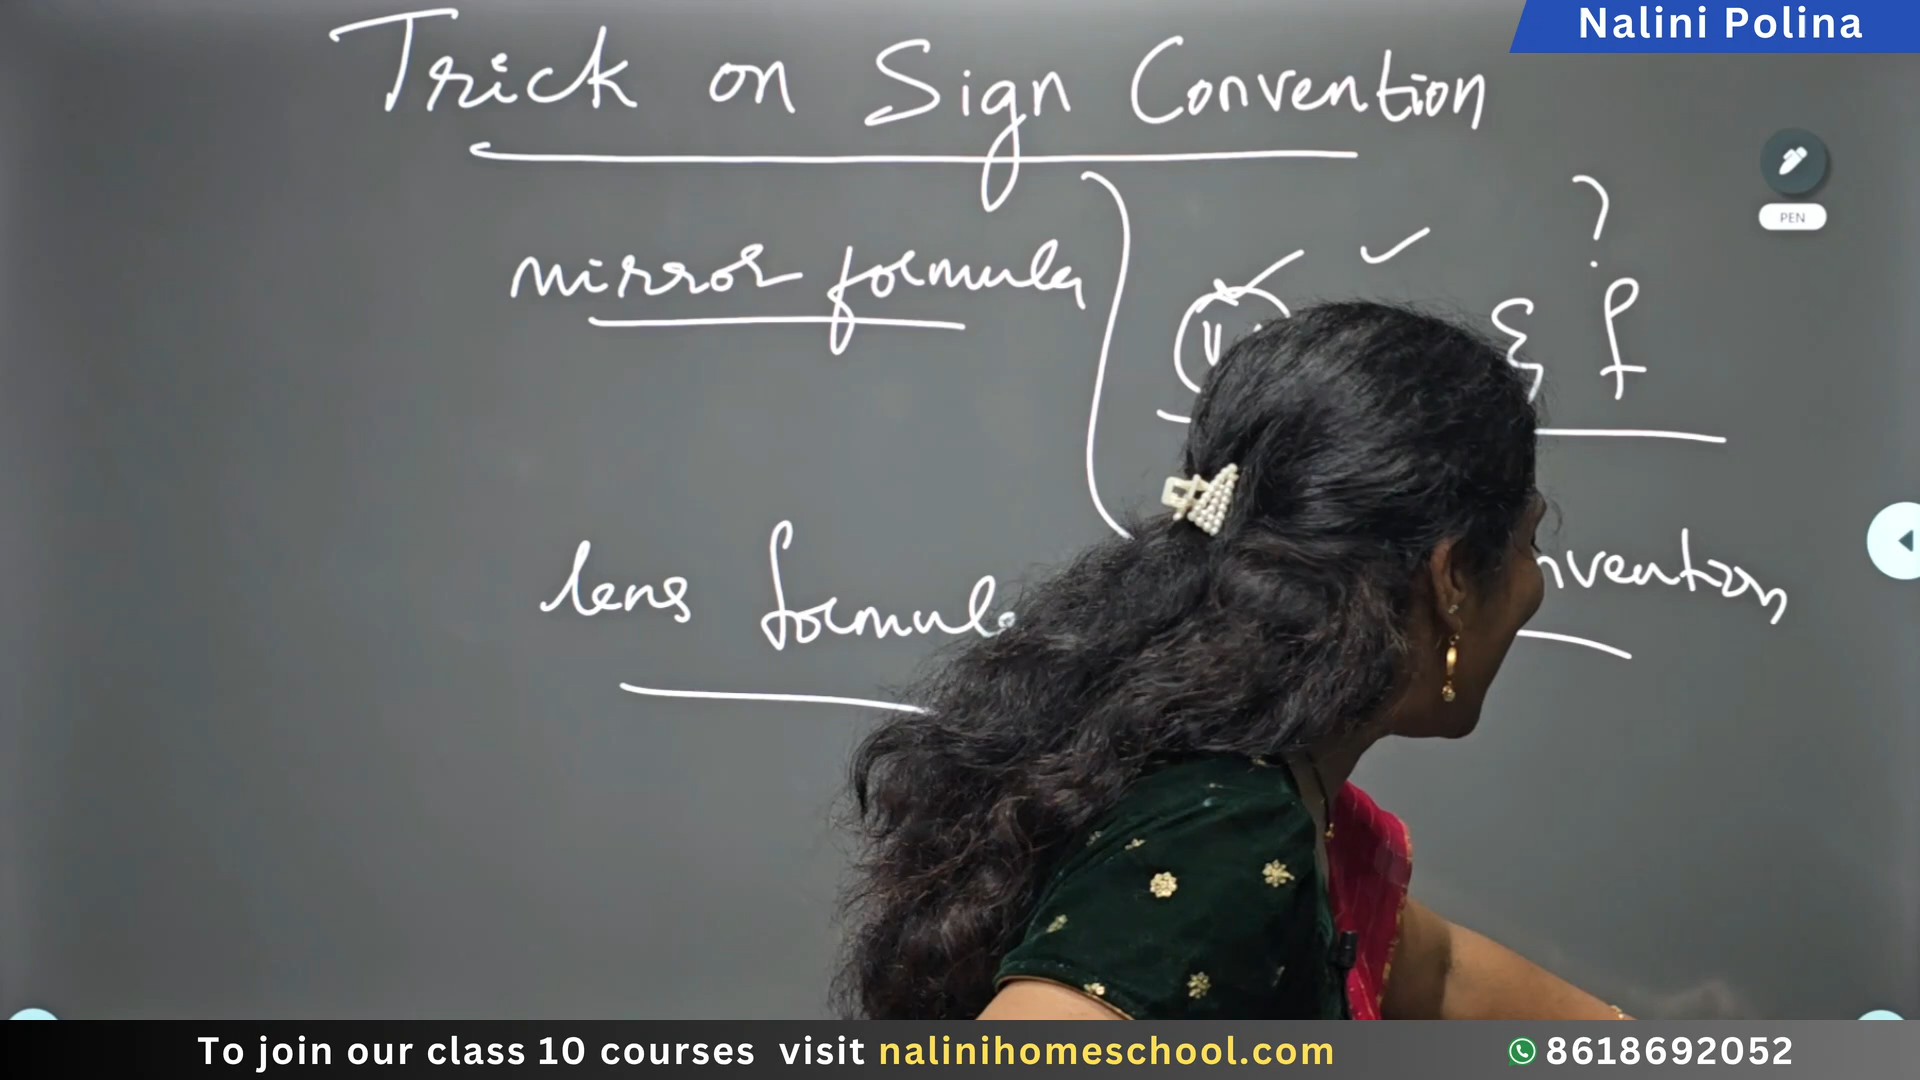 Nalini Polina
Trick on Sign Convention
PEN
mirror formula
?
& f
lens formula
To join our class 10 courses visit nalinihomeschool.com
8618692052